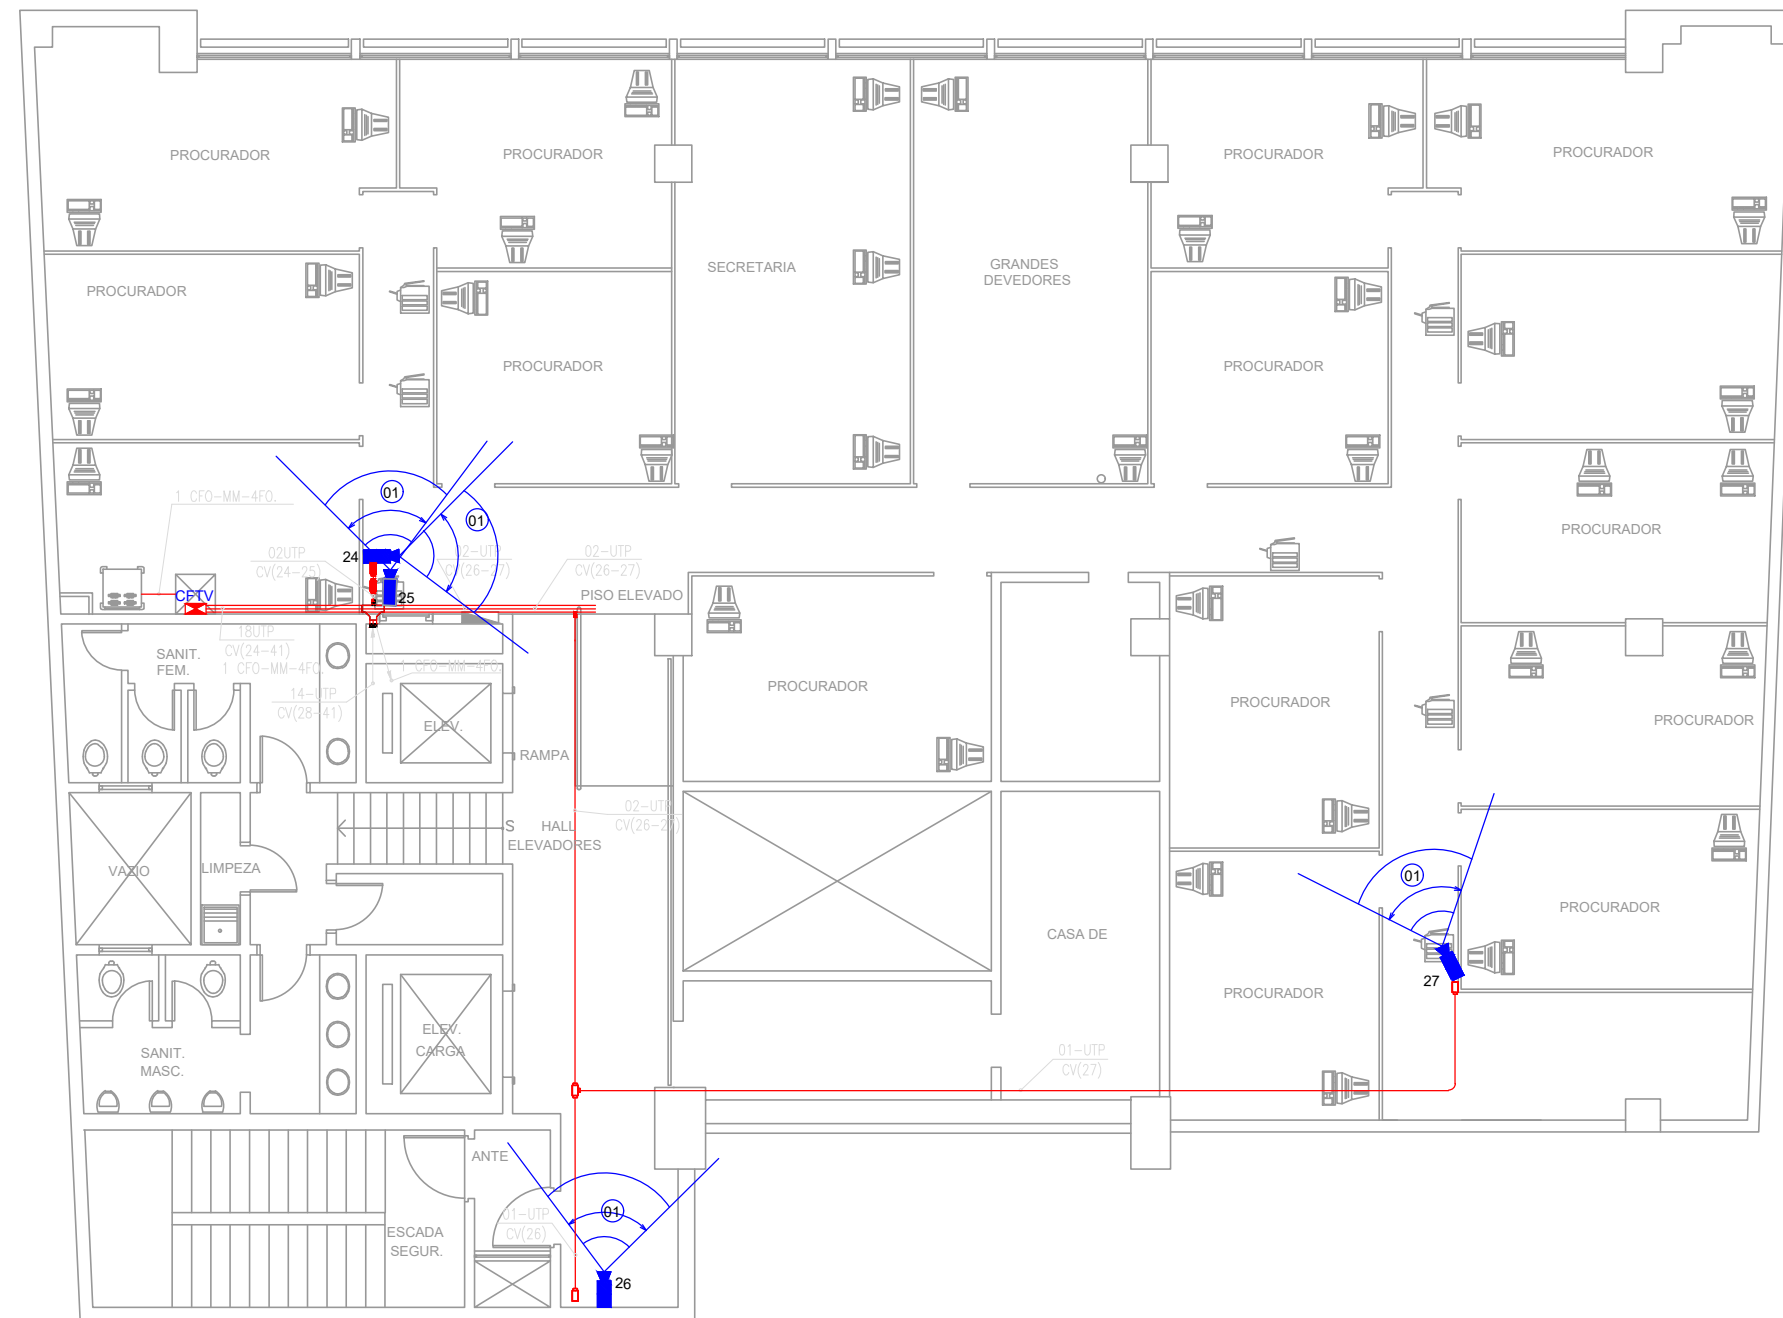 PROCURADOR
PROCURADOR
PROCURADOR
PROCURADOR
SECRETARIA
GRANDES
DEVEDORES
PROCURADOR
PROCURADOR
PROCURADOR
PROCURADOR
1 CFO-MM-4FO.
01
01
PROCURADOR
24
02UTP
CV(24-25)
02-UTP
CV(26-27)
02-UTP
CV(26-27)
CFTV
25
PISO ELEVADO
18UTP
CV(24-41)
1 CFO-MM-4FO.
SANIT.
FEM.
1 CFO-MM-4FO.
14-UTP
CV(28-41)
ELEV.
PROCURADOR
PROCURADOR
PROCURADOR
RAMPA
02-UTP
CV(26-27)
S
HALL
ELEVADORES
VAZIO
LIMPEZA
01
PROCURADOR
CASA DE
27
PROCURADOR
ELEV.
CARGA
SANIT.
MASC.
01-UTP
CV(27)
ANTE
01-UTP
CV(26)
01
ESCADA
SEGUR.
26